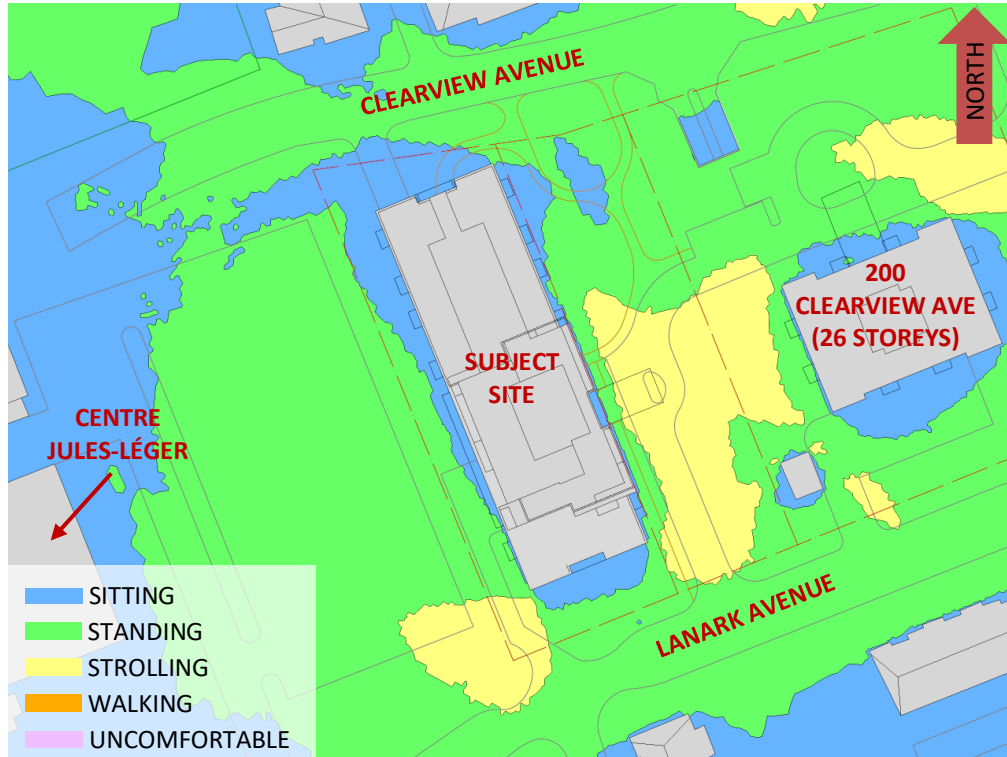 CLEARVIEW AVENUE
NORTH
200
CLEARVIEW AVE
(26 STOREYS)
SUBJECT
SITE
CENTRE
JULES-LÉGER
LANARK AVENUE
SITTING
STANDING
STROLLING
WALKING
UNCOMFORTABLE